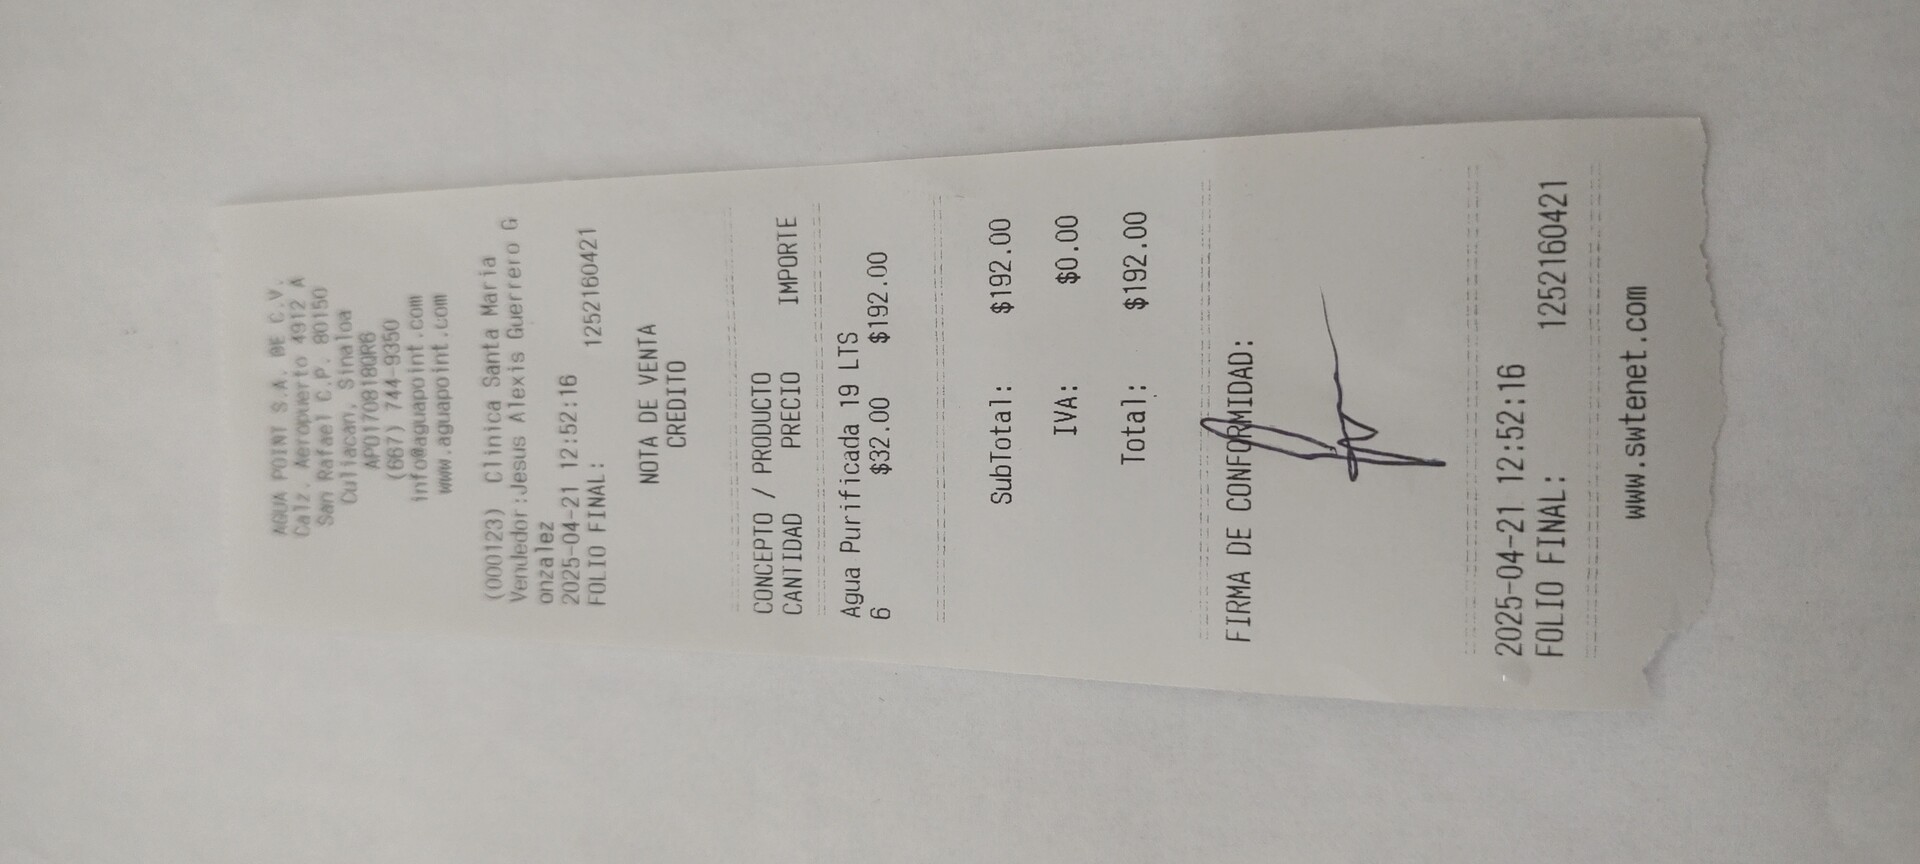 AGUA POINT S.A. DE C.V.
Calz. Aeropuerto 4912 A
San Rafael C.P. 80150
Culiacan, Sinaloa
APO170818QR6
(667) 744-9350
info@aguapoint.com
www.aguapoint.com
(000123) Clinica Santa Maria
Vendedor:Jesus Alexis Guerrero G
onzalez
2025-04-21 12:52:16
FOLIO FINAL: 1252160421
NOTA DE VENTA
CREDITO
CONCEPTO / PRODUCTO
CANTIDAD PRECIO IMPORTE
Agua Purificada 19 LTS
6 $32.00 $192.00
SubTotal: $192.00
IVA: $0.00
Total: $192.00
FIRMA DE CONFORMIDAD:
2025-04-21 12:52:16
FOLIO FINAL: 1252160421
www.swtenet.com